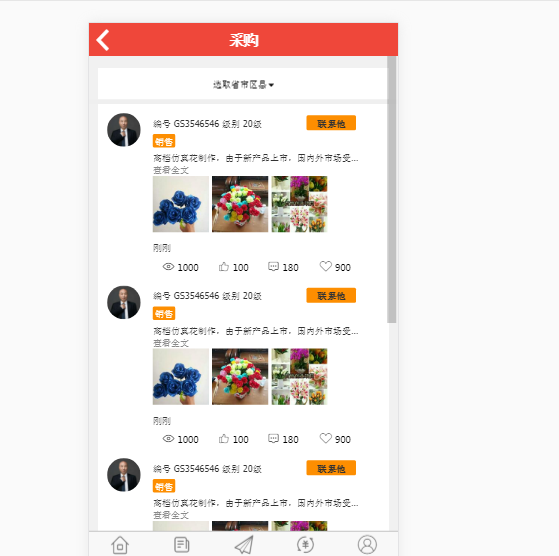 采购
选取省市区县
编号 GS3546546 级别 20级
联系他
销售
高档仿真花制作，由于新产品上市，国内外市场受...
查看全文
刚刚
1000 100 180 900
编号 GS3546546 级别 20级
联系他
销售
高档仿真花制作，由于新产品上市，国内外市场受...
查看全文
刚刚
1000 100 180 900
编号 GS3546546 级别 20级
联系他
销售
高档仿真花制作，由于新产品上市，国内外市场受...
查看全文